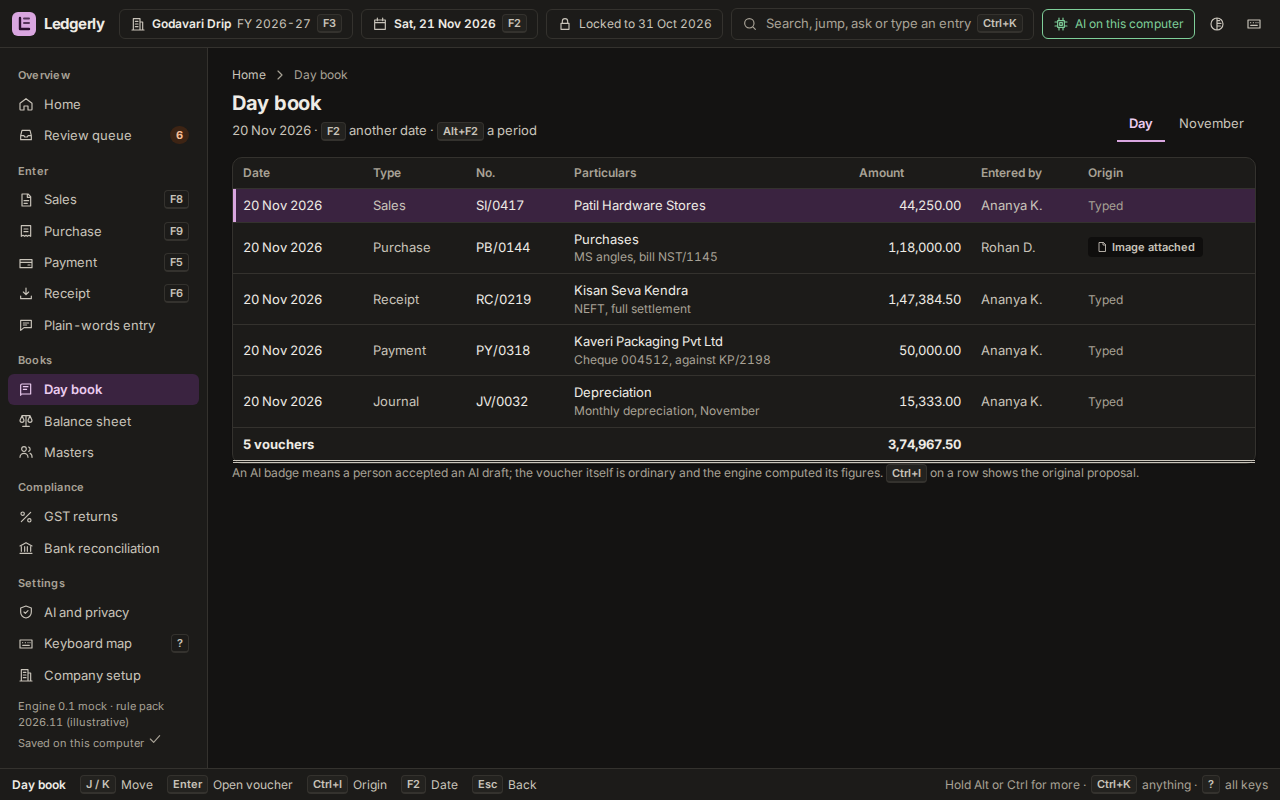 Ledgerly
Godavari Drip FY 2026-27 F3
Sat, 21 Nov 2026 F2
Locked to 31 Oct 2026
Search, jump, ask or type an entry Ctrl+K
AI on this computer
Overview
Home
Review queue 6
Enter
Sales F8
Purchase F9
Payment F5
Receipt F6
Plain-words entry
Books
Day book
Balance sheet
Masters
Compliance
GST returns
Bank reconciliation
Settings
AI and privacy
Keyboard map ?
Company setup
Engine 0.1 mock · rule pack
2026.11 (illustrative)
Saved on this computer
Home > Day book
Day book
20 Nov 2026 · F2 another date · Alt+F2 a period
Day November
Date Type No. Particulars Amount Entered by Origin
20 Nov 2026 Sales SI/0417 Patil Hardware Stores 44,250.00 Ananya K. Typed
20 Nov 2026 Purchase PB/0144 Purchases 1,18,000.00 Rohan D. Image attached
MS angles, bill NST/1145
20 Nov 2026 Receipt RC/0219 Kisan Seva Kendra 1,47,384.50 Ananya K. Typed
NEFT, full settlement
20 Nov 2026 Payment PY/0318 Kaveri Packaging Pvt Ltd 50,000.00 Ananya K. Typed
Cheque 004512, against KP/2198
20 Nov 2026 Journal JV/0032 Depreciation 15,333.00 Ananya K. Typed
Monthly depreciation, November
5 vouchers 3,74,967.50
An AI badge means a person accepted an AI draft; the voucher itself is ordinary and the engine computed its figures. Ctrl+I on a row shows the original proposal.
Day book J / K Move Enter Open voucher Ctrl+I Origin F2 Date Esc Back
Hold Alt or Ctrl for more · Ctrl+K anything · ? all keys